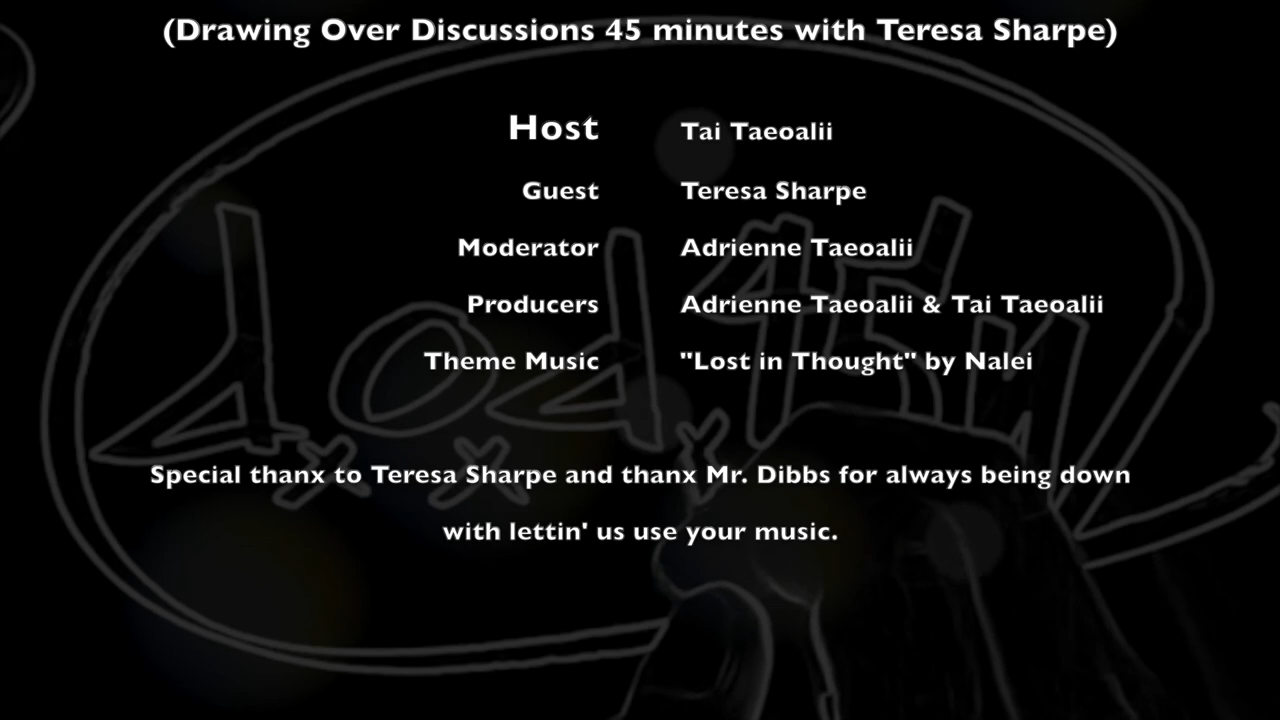 (Drawing Over Discussions 45 minutes with Teresa Sharpe)
Host Tai Taeoalii
Guest Teresa Sharpe
Moderator Adrienne Taeoalii
Producers Adrienne Taeoalii & Tai Taeoalii
Theme Music "Lost in Thought" by Nalei
Special thanx to Teresa Sharpe and thanx Mr. Dibbs for always being down
with lettin' us use your music.